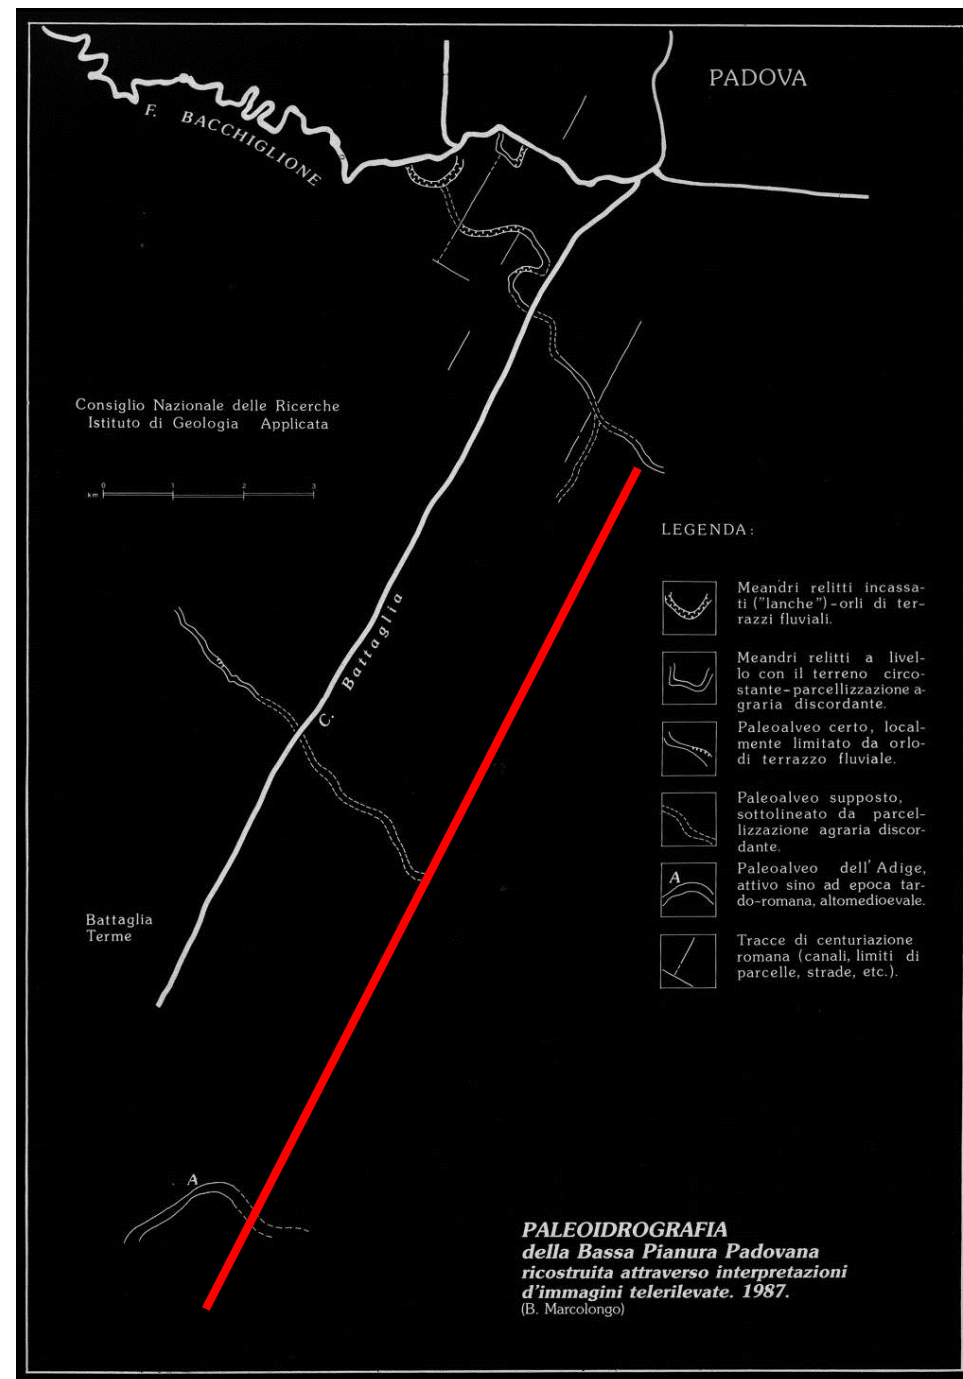 PADOVA
F. BACCHIGLIONE
Consiglio Nazionale delle Ricerche
Istituto di Geologia Applicata
0 1 2 3
km
C. Battaglia
LEGENDA:
Meandri relitti incassa-
ti ("lanche")-orli di ter-
razzi fluviali.
Meandri relitti a livel-
lo con il terreno circo-
stante-parcellizzazione a-
graria discordante.
Paleoalveo certo, local-
mente limitato da orlo-
di terrazzo fluviale.
Paleoalveo supposto,
sottolineato da parcel-
lizzazione agraria discor-
dante.
A
Paleoalveo dell'Adige,
attivo sino ad epoca tar-
do-romana, altomedioevale.
Battaglia
Terme
Tracce di centuriazione
romana (canali, limiti di
parcelle, strade, etc.).
A
PALEOIDROGRAFIA
della Bassa Pianura Padovana
ricostruita attraverso interpretazioni
d'immagini telerilevate. 1987.
(B. Marcolongo)